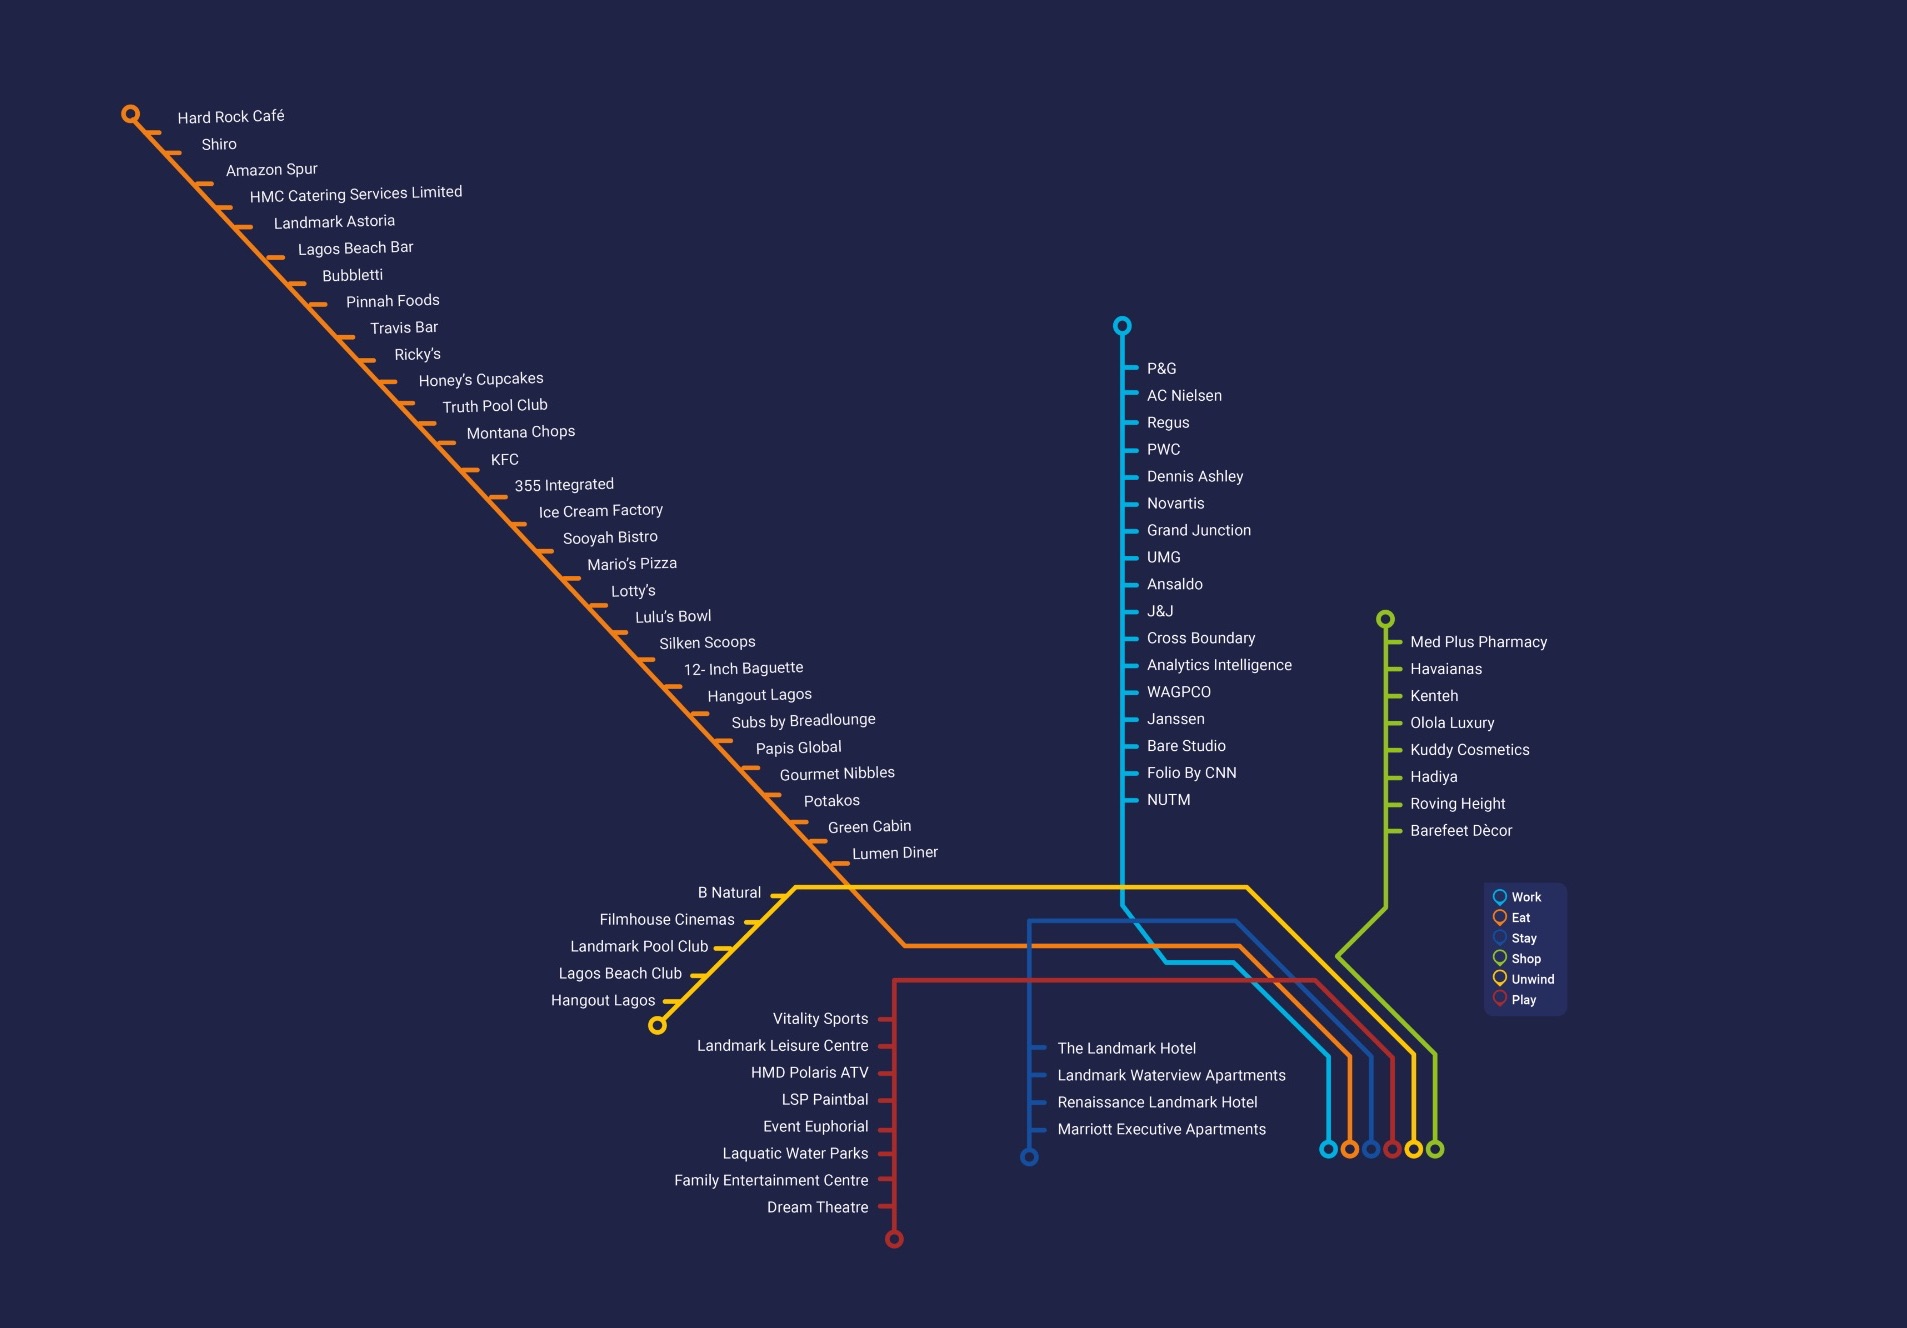 Hard Rock Café
Shiro
Amazon Spur
HMC Catering Services Limited
Landmark Astoria
Lagos Beach Bar
Bubbletti
Pinnah Foods
Travis Bar
Ricky’s
Honey’s Cupcakes
Truth Pool Club
Montana Chops
KFC
355 Integrated
Ice Cream Factory
Sooyah Bistro
Mario’s Pizza
Lotty’s
Lulu’s Bowl
Silken Scoops
12- Inch Baguette
Hangout Lagos
Subs by Breadlounge
Papis Global
Gourmet Nibbles
Potakos
Green Cabin
Lumen Diner
P&G
AC Nielsen
Regus
PWC
Dennis Ashley
Novartis
Grand Junction
UMG
Ansaldo
J&J
Cross Boundary
Analytics Intelligence
WAGPCO
Janssen
Bare Studio
Folio By CNN
NUTM
Med Plus Pharmacy
Havaianas
Kenteh
Olola Luxury
Kuddy Cosmetics
Hadiya
Roving Height
Barefeet Dècor
B Natural
Filmhouse Cinemas
Landmark Pool Club
Lagos Beach Club
Hangout Lagos
Vitality Sports
Landmark Leisure Centre
HMD Polaris ATV
LSP Paintbal
Event Euphorial
Laquatic Water Parks
Family Entertainment Centre
Dream Theatre
The Landmark Hotel
Landmark Waterview Apartments
Renaissance Landmark Hotel
Marriott Executive Apartments
Work
Eat
Stay
Shop
Unwind
Play